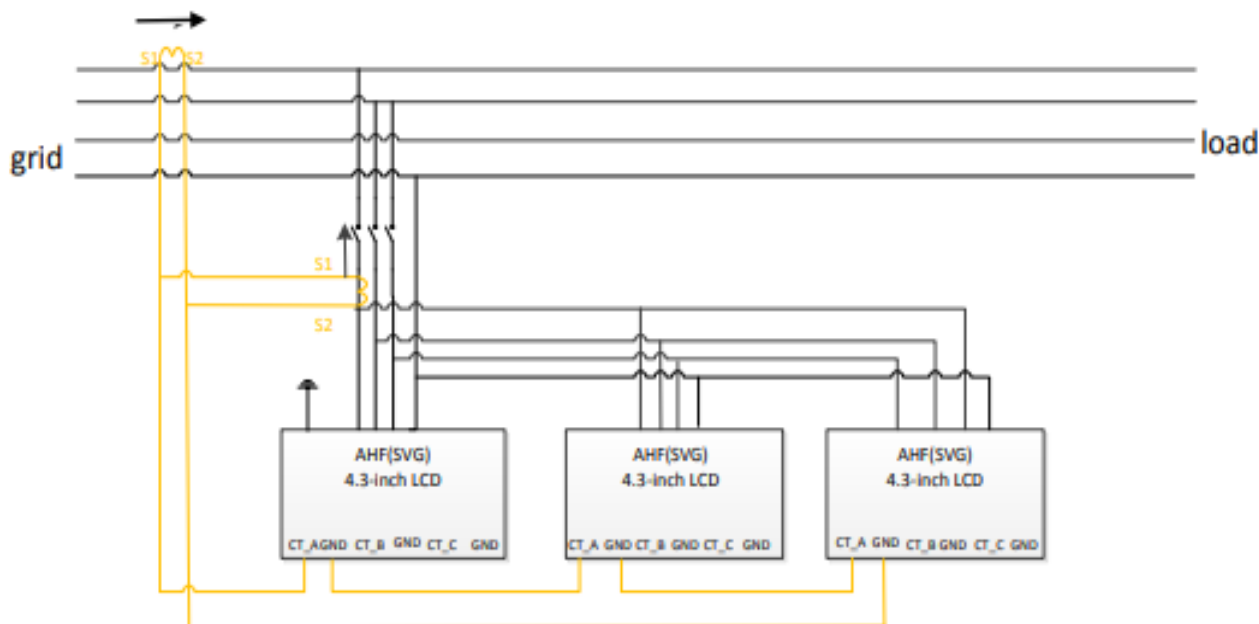 S1 S2
grid
load
S1
S2
AHF(SVG)
4.3-inch LCD
CT_A GND CT_B GND CT_C GND
AHF(SVG)
4.3-inch LCD
CT_A GND CT_B GND CT_C GND
AHF(SVG)
4.3-inch LCD
CT_A GND CT_B GND CT_C GND